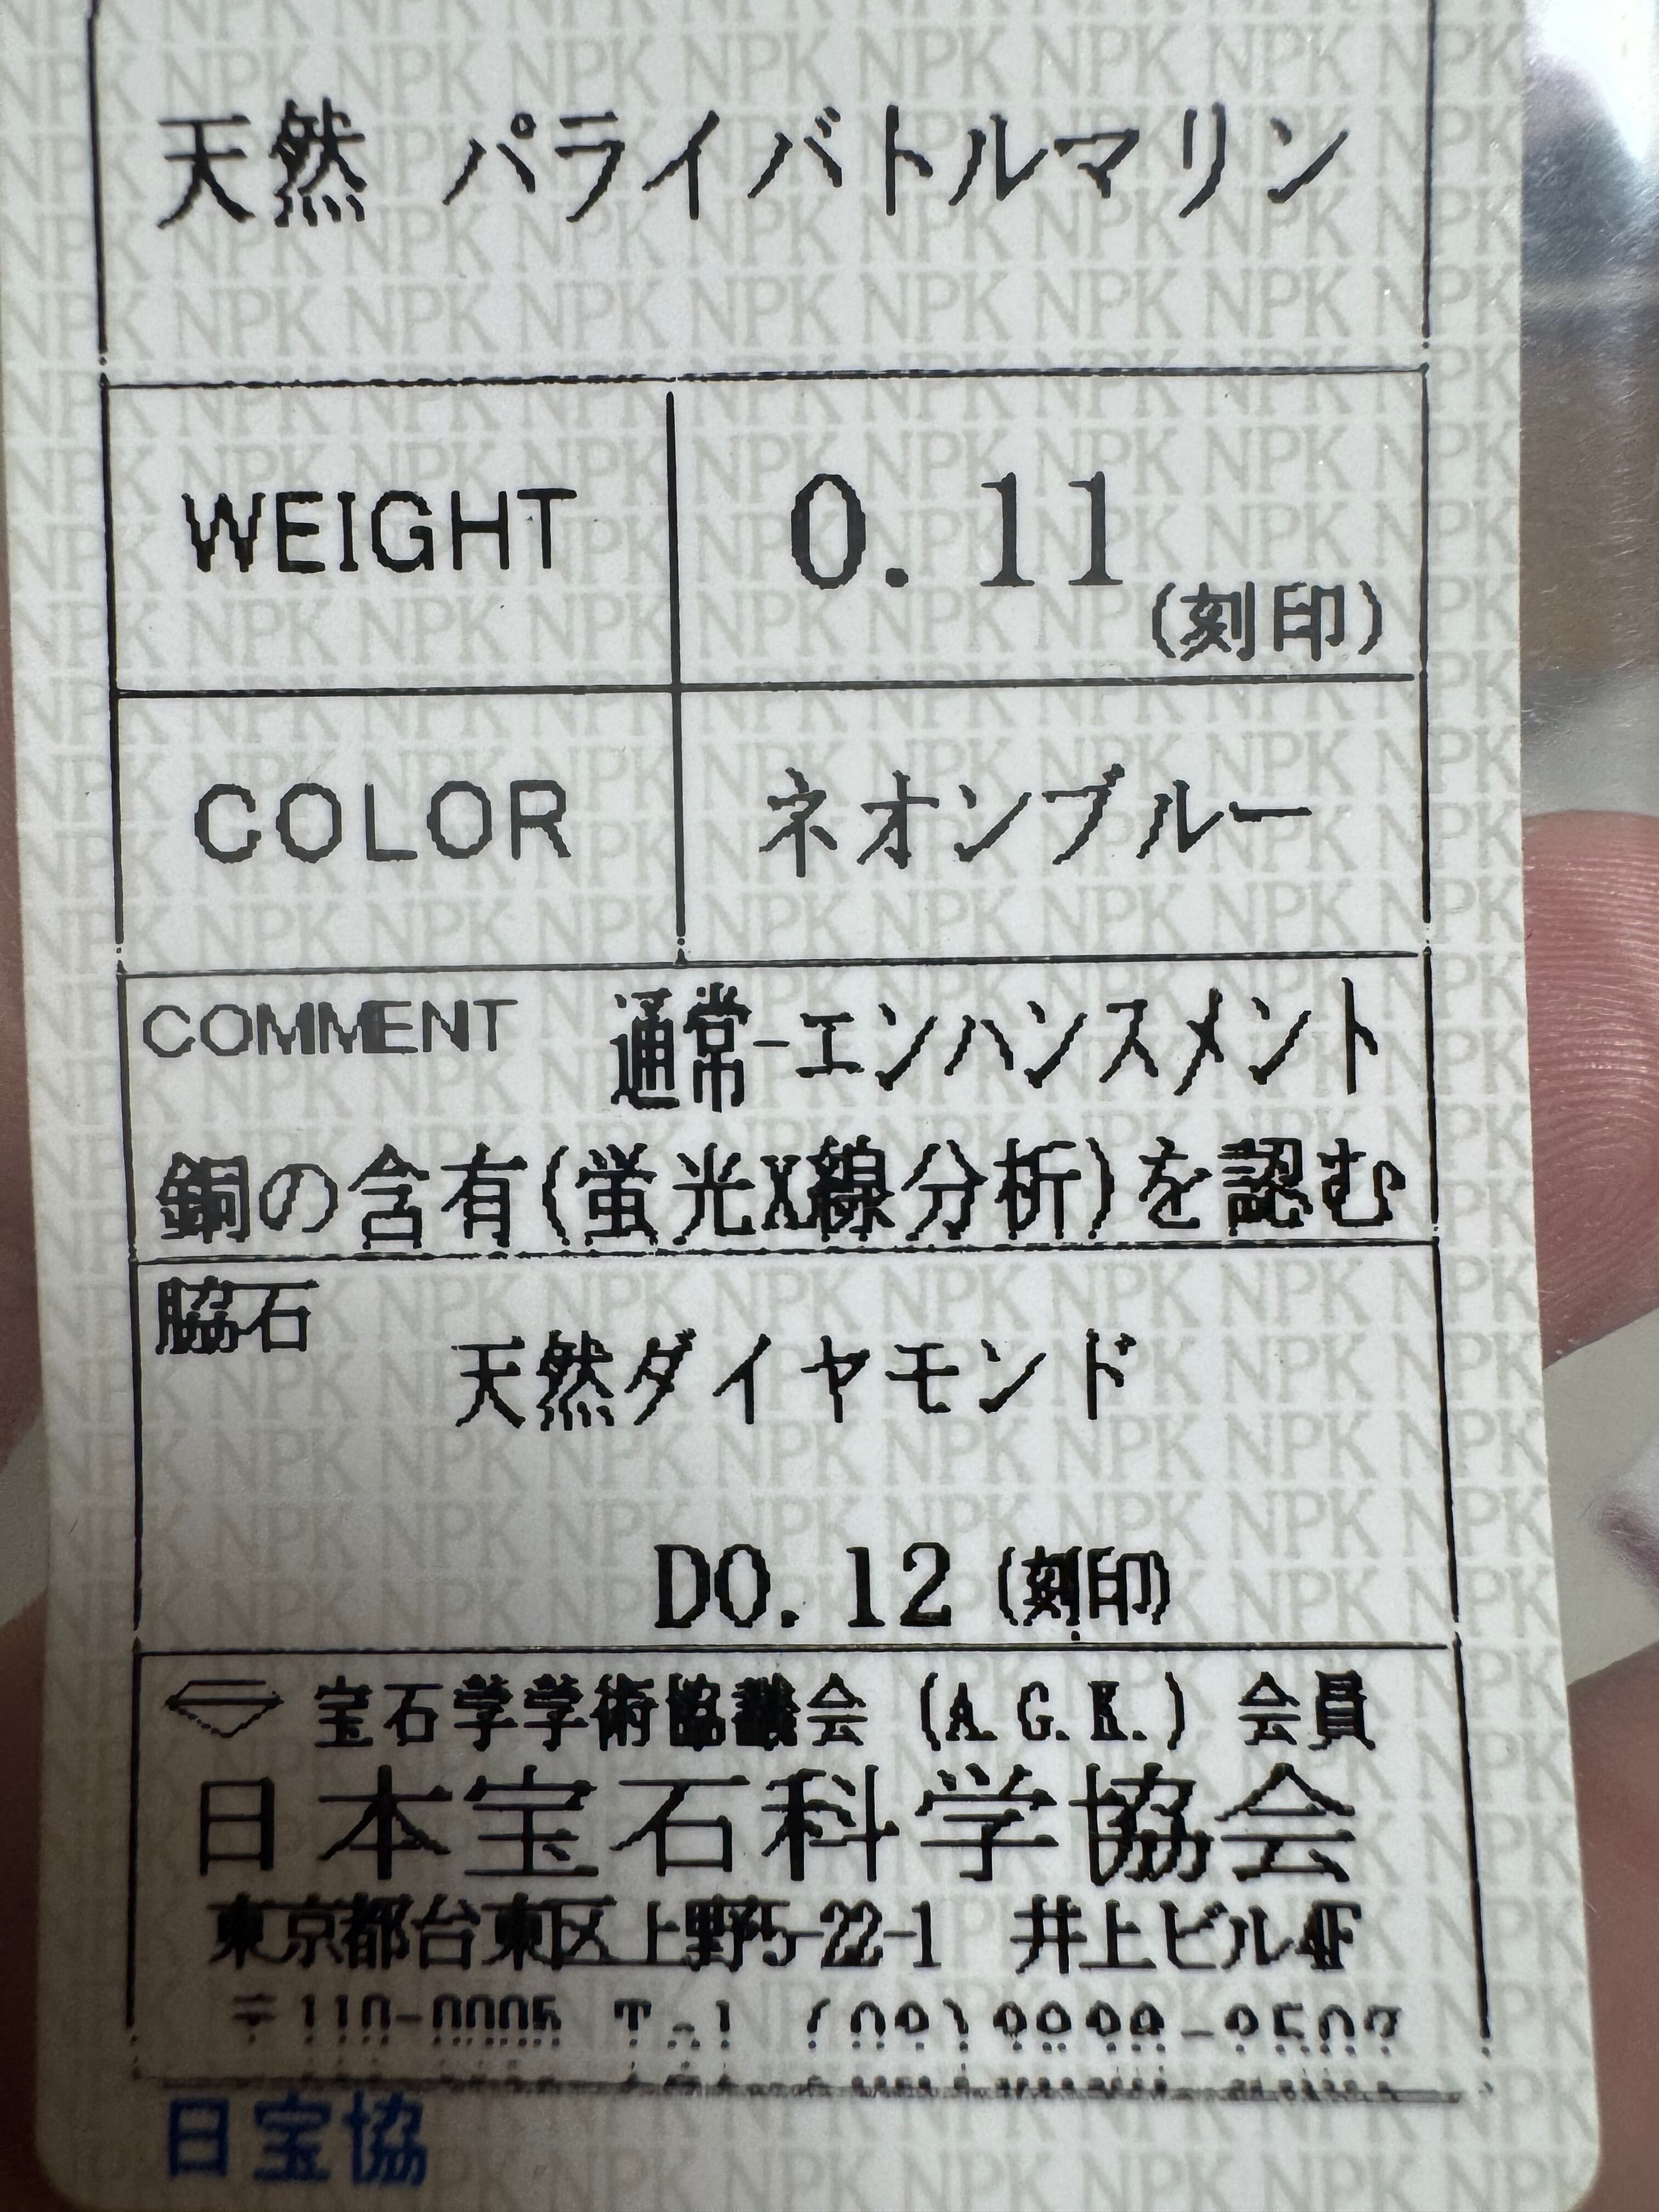 天然 パライバトルマリン
WEIGHT 0.11 (刻印)
COLOR ネオンブルー
COMMENT 通常-エンハンスメント
銅の含有(蛍光X線分析)を認む
脇石
天然ダイヤモンド
D0.12 (刻印)
宝石学学術協議会 (A.G.K.) 会員
日本宝石科学協会
東京都台東区上野5-22-1 井上ビル4F
〒110-0005 Tel
日宝協